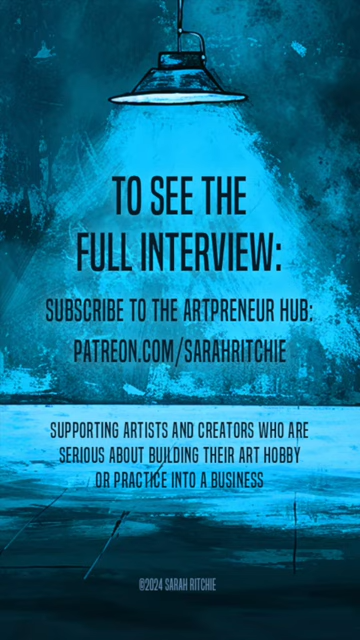 TO SEE THE
FULL INTERVIEW:
SUBSCRIBE TO THE ARTPRENEUR HUB:
PATREON.COM/SARAHRITCHIE
SUPPORTING ARTISTS AND CREATORS WHO ARE
SERIOUS ABOUT BUILDING THEIR ART HOBBY
OR PRACTICE INTO A BUSINESS
©2024 SARAH RITCHIE